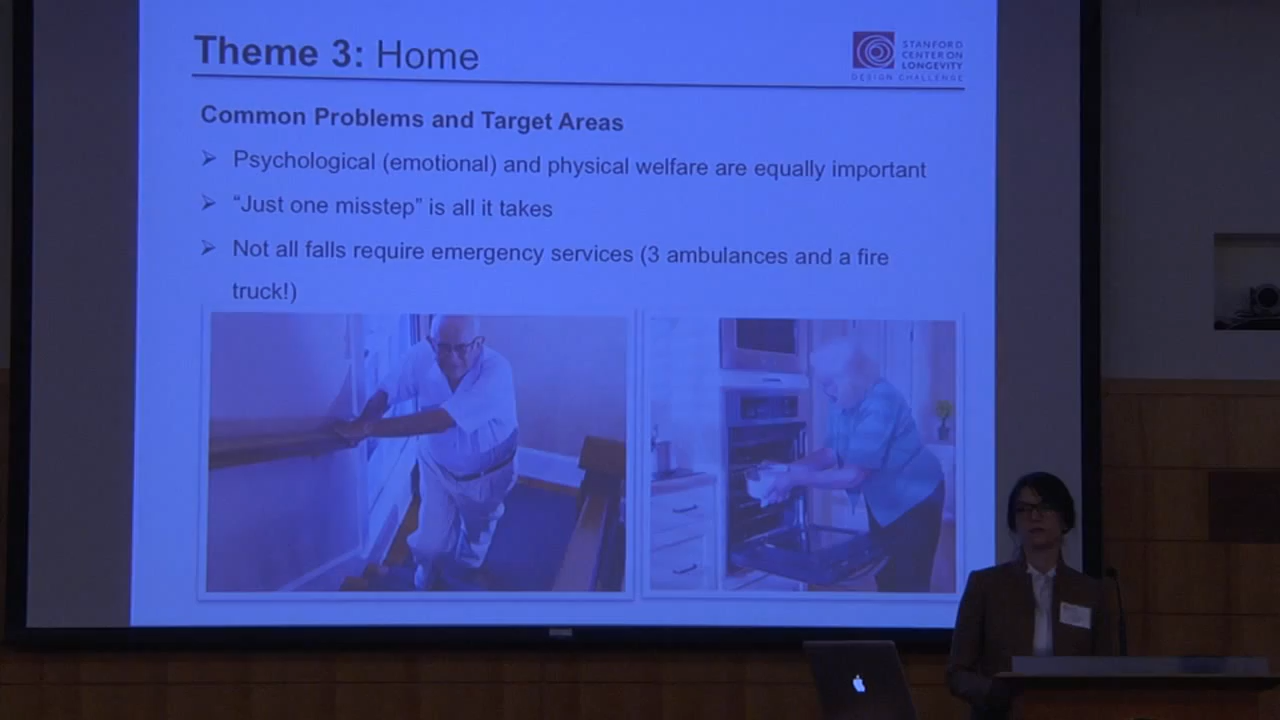 Theme 3: Home
STANFORD
CENTER ON
LONGEVITY
DESIGN CHALLENGE
Common Problems and Target Areas
Psychological (emotional) and physical welfare are equally important
“Just one misstep” is all it takes
Not all falls require emergency services (3 ambulances and a fire
truck!)